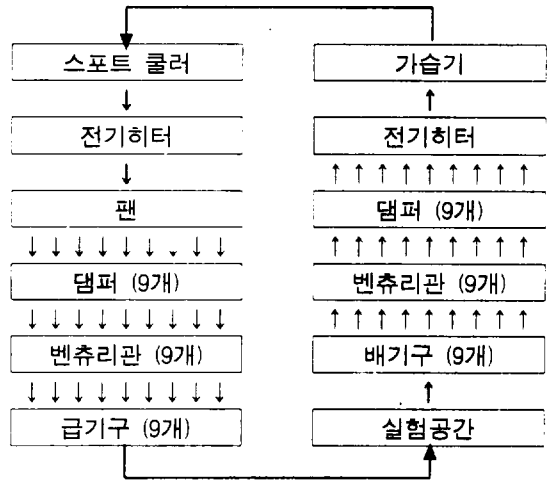 스포트 쿨러
전기히터
팬
댐퍼 (9개)
벤츄리관 (9개)
급기구 (9개)
가습기
전기히터
댐퍼 (9개)
벤츄리관 (9개)
배기구 (9개)
실험공간